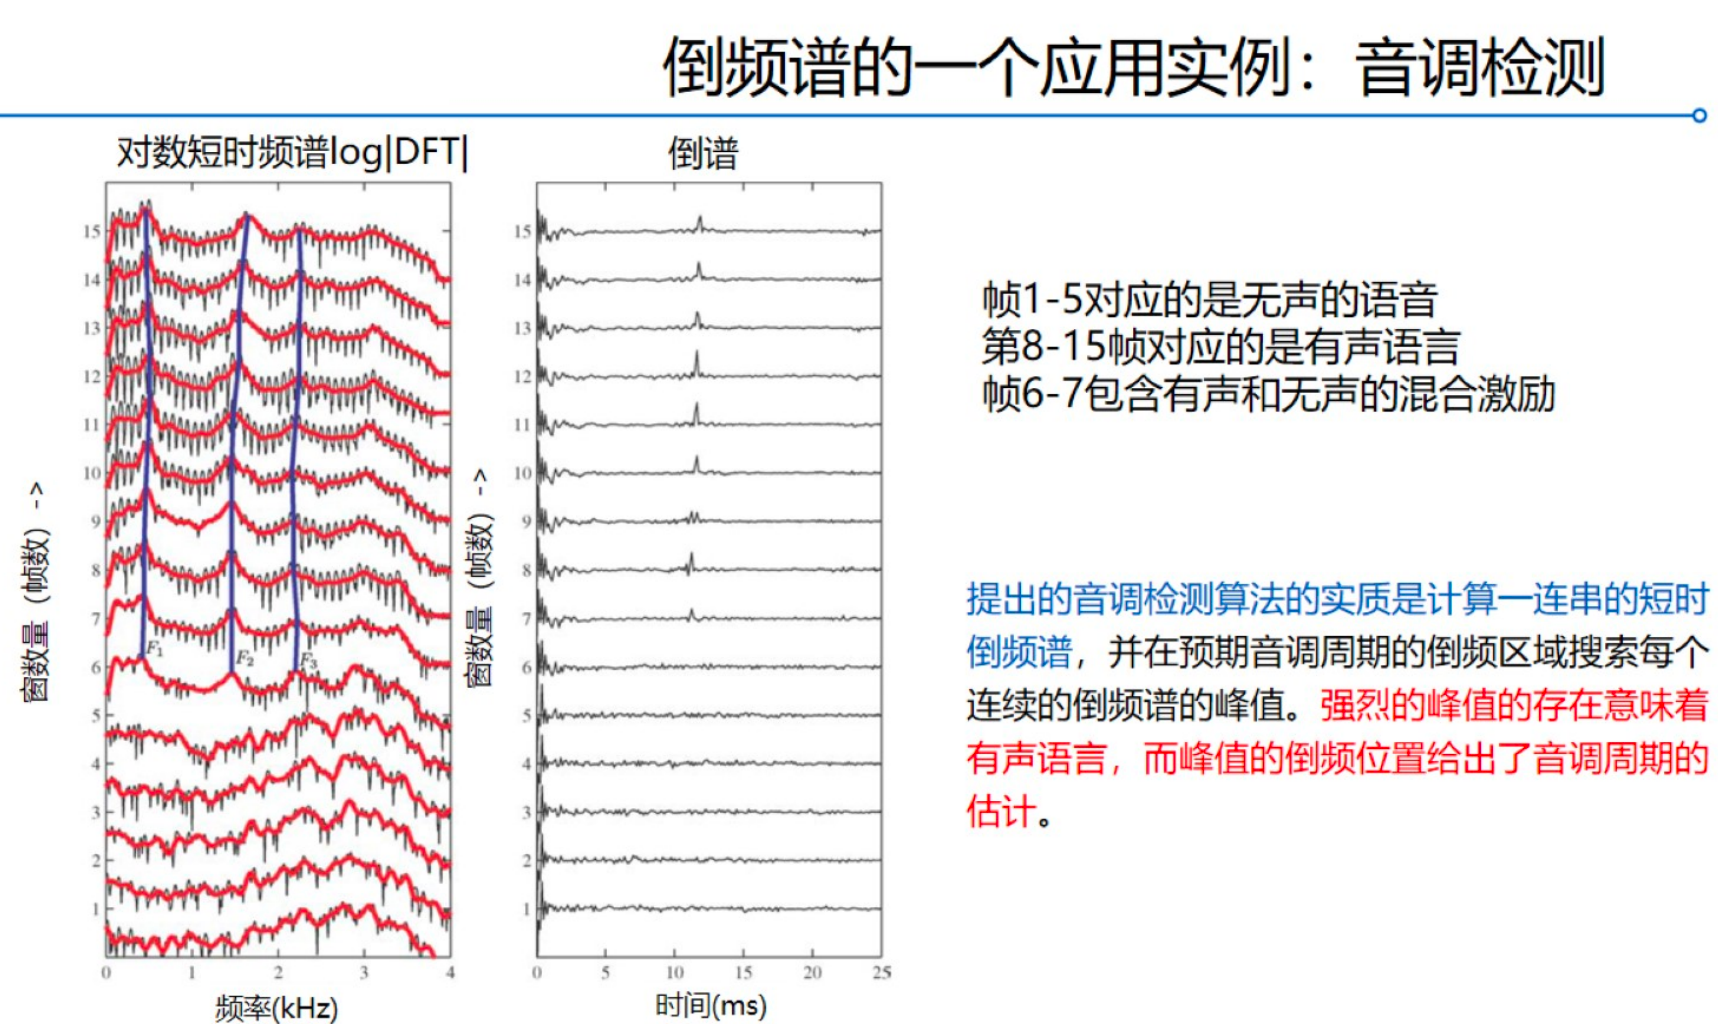 倒频谱的一个应用实例：音调检测
对数短时频谱log|DFT|
15
14
13
12
11
10
9
8
7
6
5
4
3
2
1
F1
F2
F3
0 1 2 3 4
频率(kHz)
窗数量（帧数）->
倒谱
15
14
13
12
11
10
9
8
7
6
5
4
3
2
1
0 5 10 15 20 25
时间(ms)
窗数量（帧数）->
帧1-5对应的是无声的语音
第8-15帧对应的是有声语言
帧6-7包含有声和无声的混合激励
提出的音调检测算法的实质是计算一连串的短时
倒频谱，并在预期音调周期的倒频区域搜索每个
连续的倒频谱的峰值。强烈的峰值的存在意味着
有声语言，而峰值的倒频位置给出了音调周期的
估计。